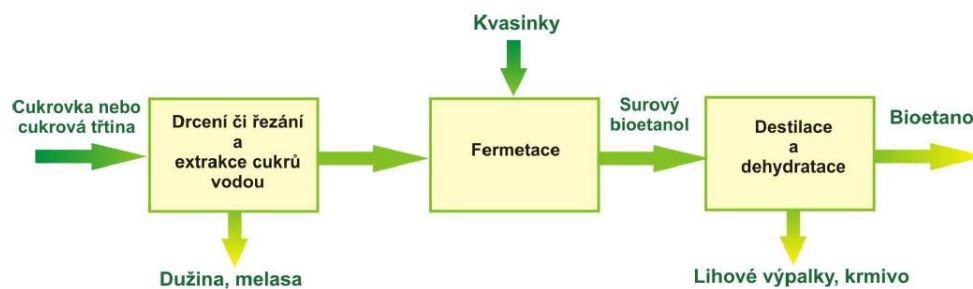 Kvasinky
Cukrovka nebo
cukrová třtina
Drcení či řezání
a
extrakce cukrů
vodou
Fermetace
Surový
bioetanol
Destilace
a
dehydratace
Bioetano
Dužina, melasa
Lihové výpalky, krmivo